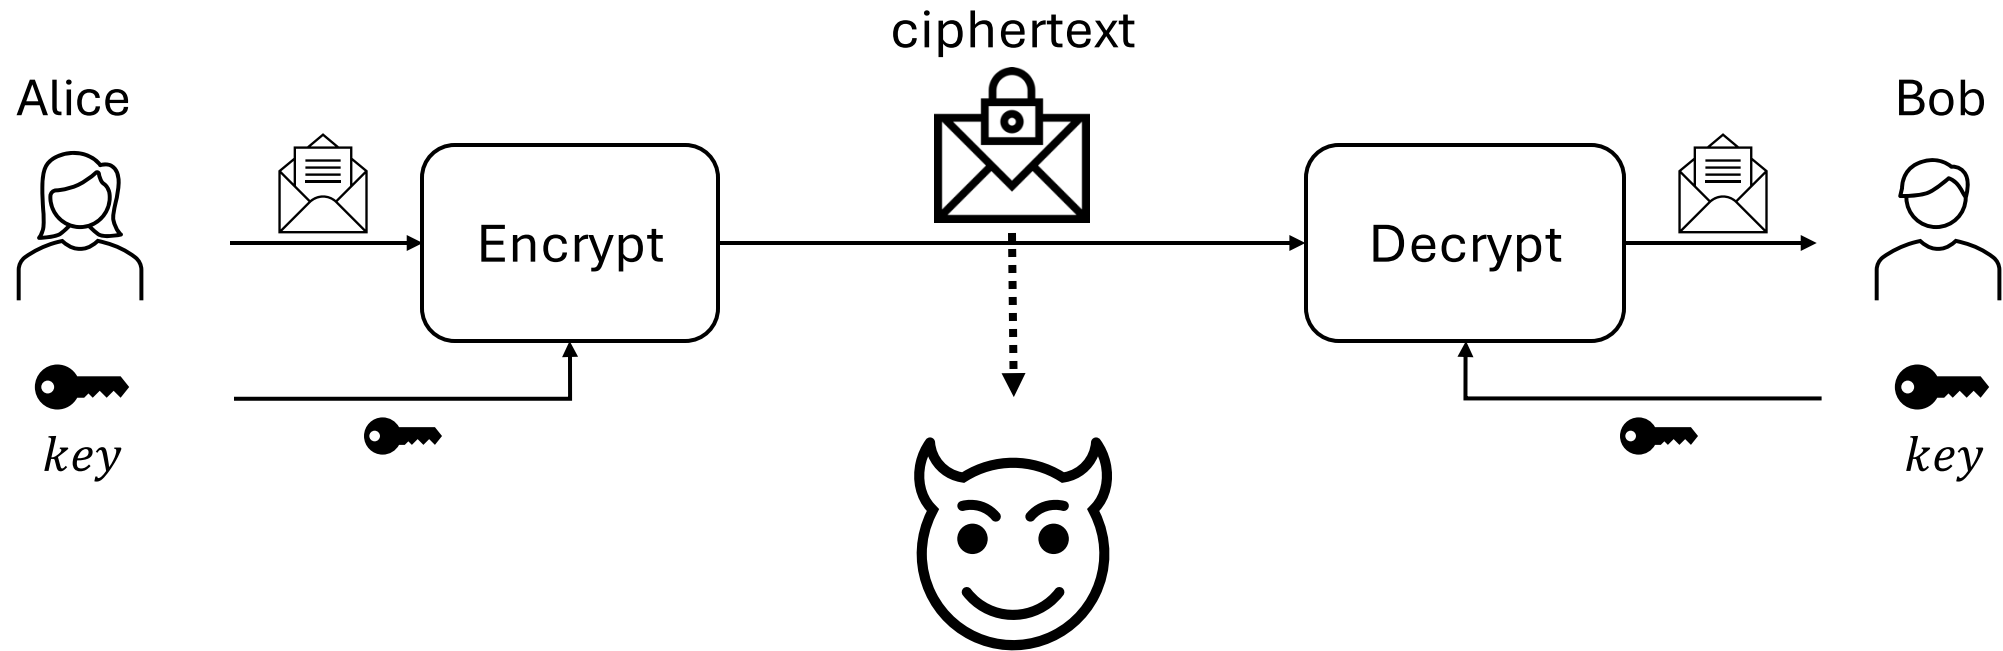 ciphertext
Alice
Bob
Encrypt
Decrypt
key
key